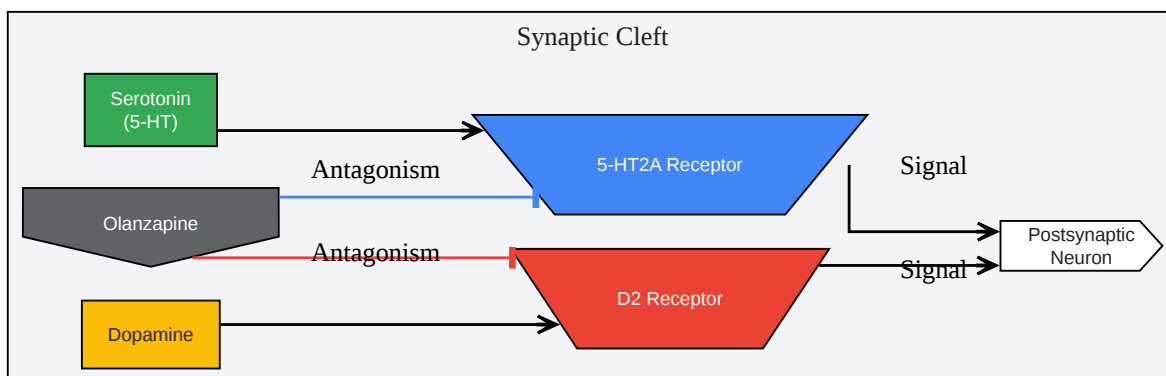 Synaptic Cleft
Serotonin
(5-HT)
Antagonism
5-HT2A Receptor
Signal
Olanzapine
Postsynaptic
Neuron
Antagonism
Signal
D2 Receptor
Dopamine